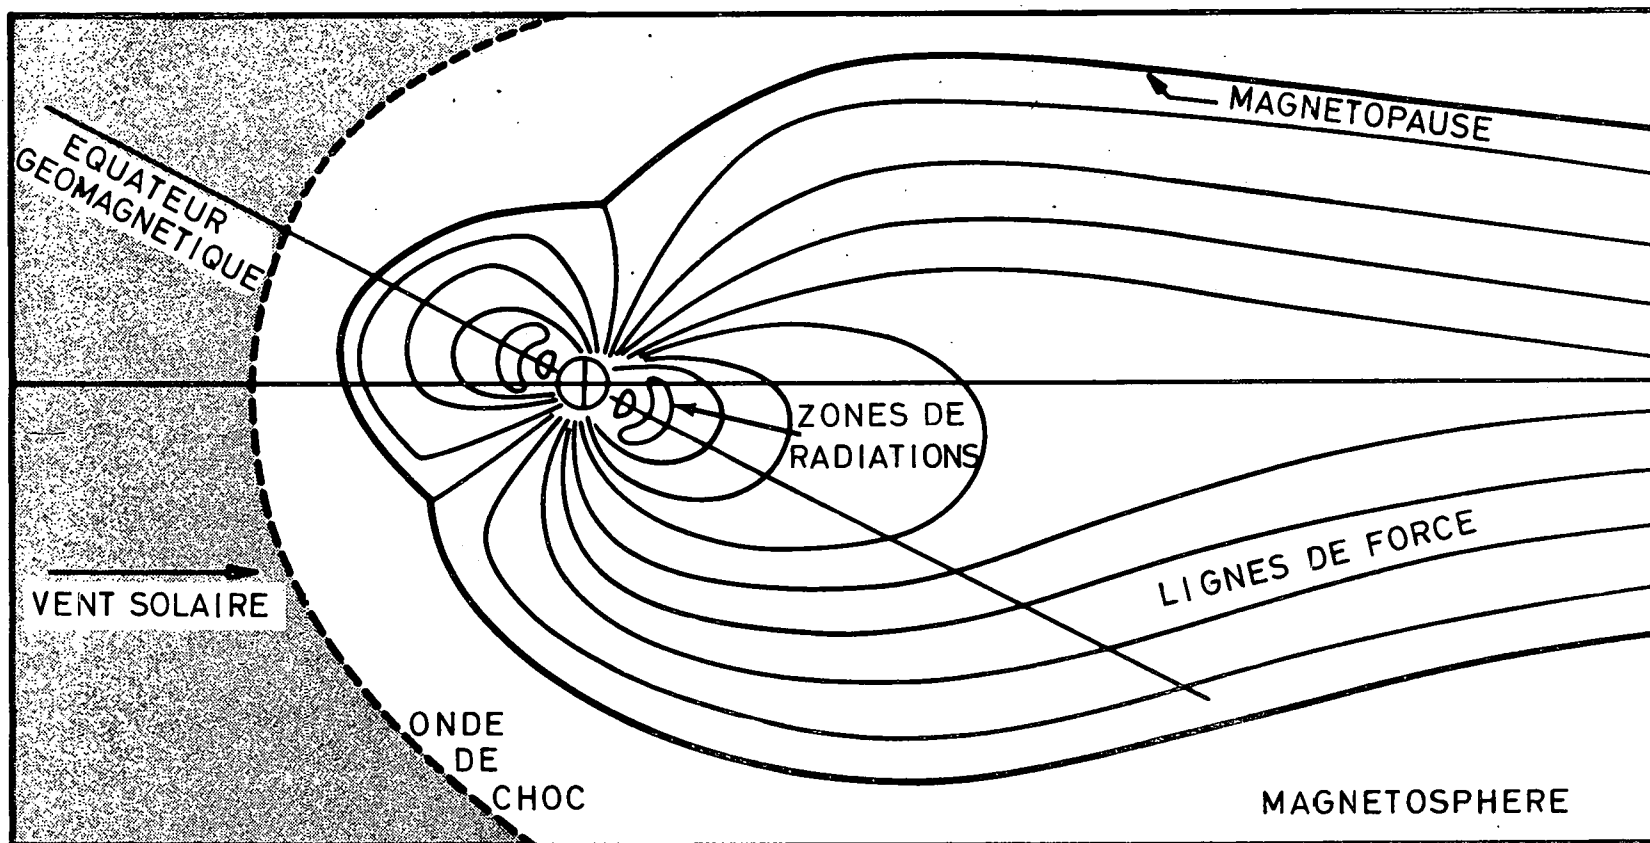 MAGNETOPAUSE
EQUATEUR
GEOMAGNETIQUE
ZONES DE
RADIATIONS
LIGNES DE FORCE
VENT SOLAIRE
ONDE
DE
CHOC
MAGNETOSPHERE